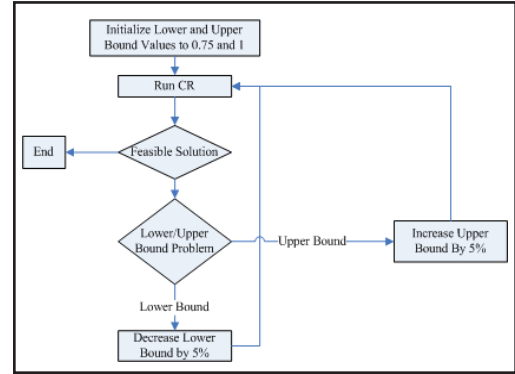 Initialize Lower and Upper
Bound Values to 0.75 and 1
Run CR
Feasible Solution
End
Lower/Upper
Bound Problem
Upper Bound
Increase Upper
Bound By 5%
Lower Bound
Decrease Lower
Bound by 5%